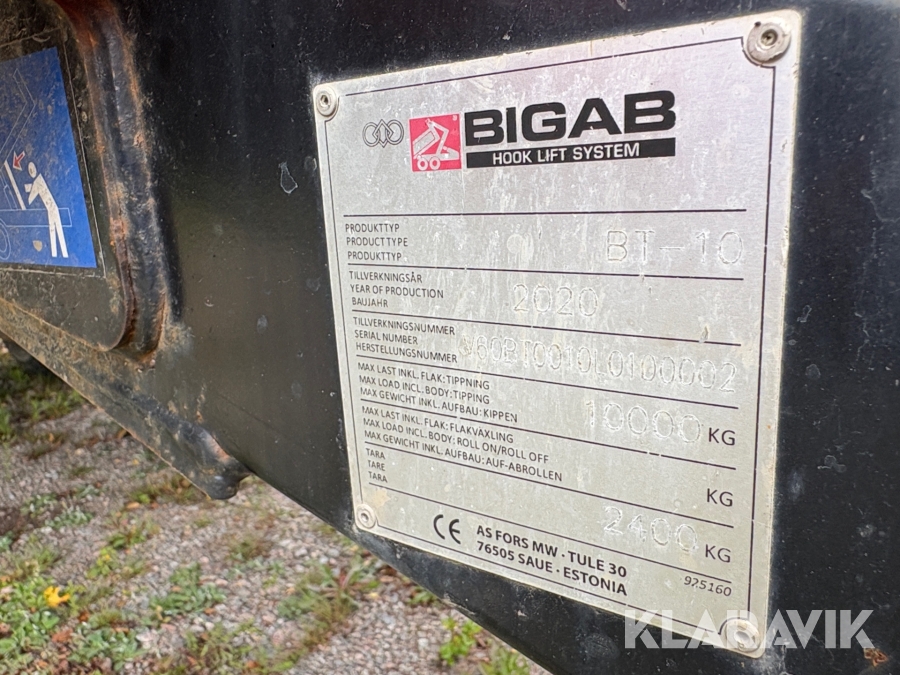 BIGAB
HOOK LIFT SYSTEM
PRODUKTTYP
PRODUCT TYPE
PRODUKTTYP
BT-10
TILLVERKNINGSÅR
YEAR OF PRODUCTION
BAUJAHR
2020
TILLVERKNINGSNUMMER
SERIAL NUMBER
HERSTELLUNGSNUMMER
V60BT0010L0100002
MAX LAST INKL. FLAK: TIPPNING
MAX LOAD INCL. BODY: TIPPING
MAX GEWICHT INKL. AUFBAU: KIPPEN
10000 KG
MAX LAST INKL. FLAK: FLAKVÄXLING
MAX LOAD INCL. BODY: ROLL ON/ROLL OFF
MAX GEWICHT INKL. AUFBAU: AUF-ABROLLEN
KG
TARA
TARE
TARA
2400 KG
CE
AS FORS MW · TULE 30
76505 SAUE · ESTONIA
925160
KLARAVIK